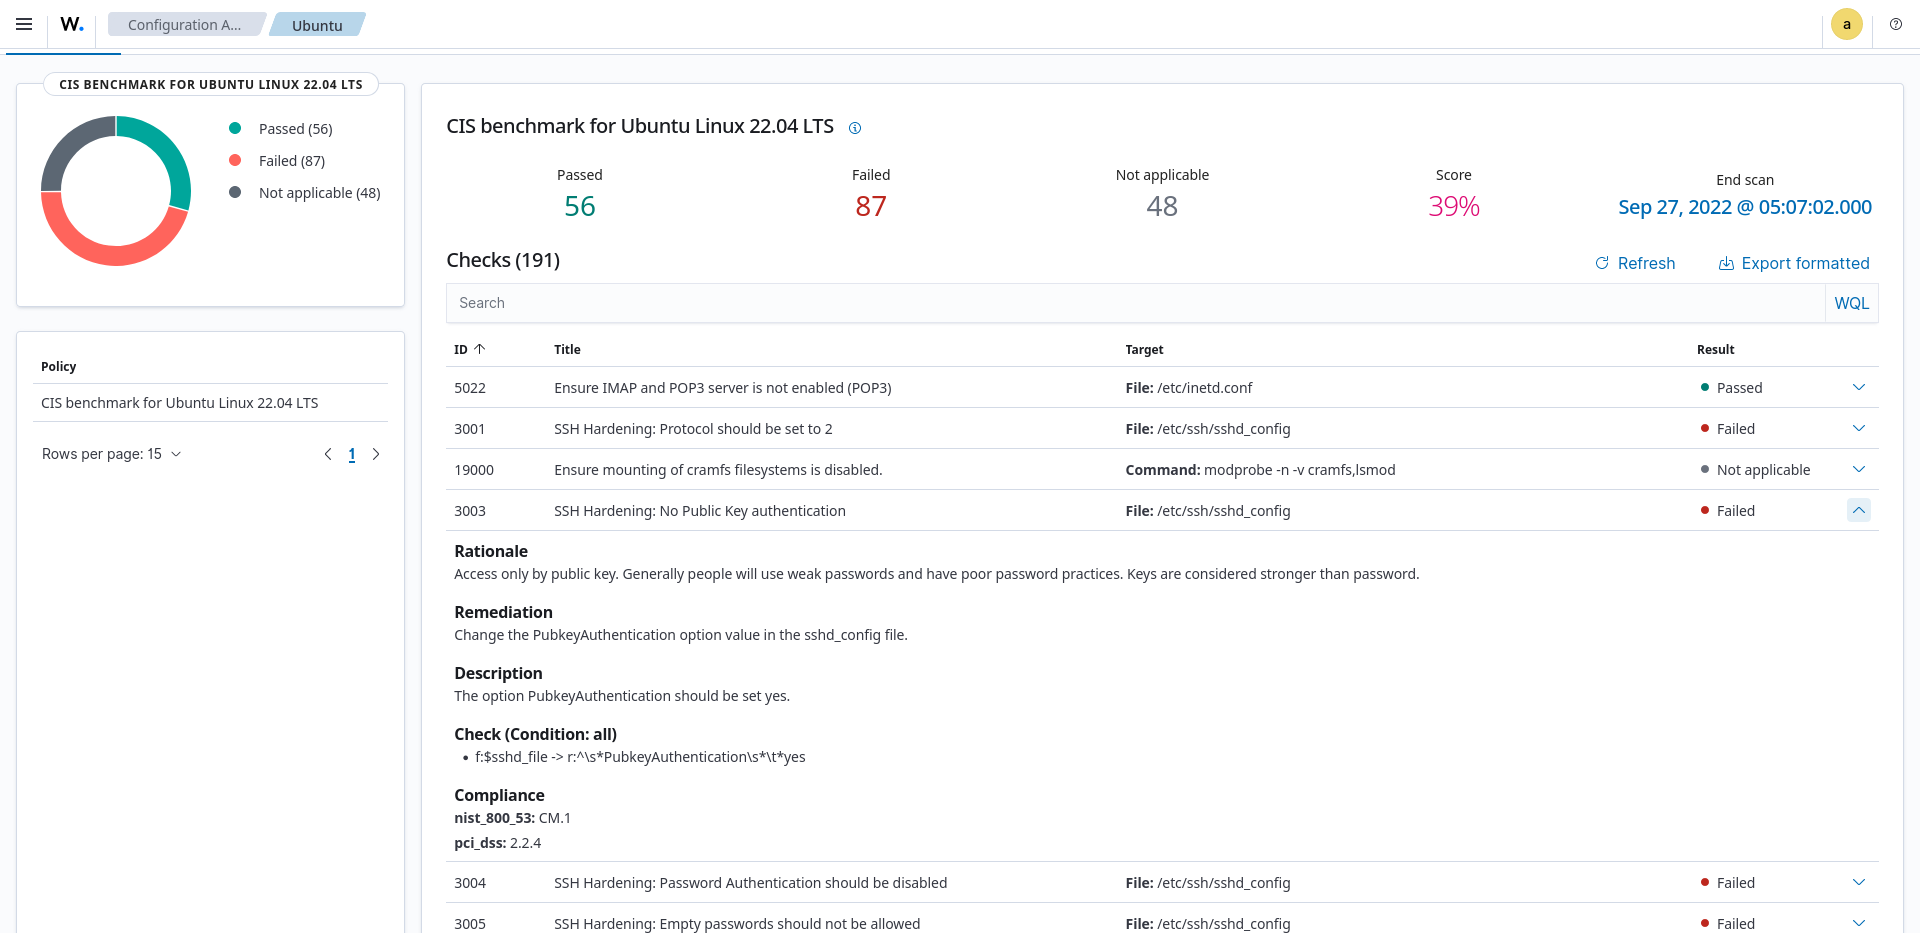 W.
Configuration A...
Ubuntu
a
CIS BENCHMARK FOR UBUNTU LINUX 22.04 LTS
Passed (56)
Failed (87)
Not applicable (48)
Policy
CIS benchmark for Ubuntu Linux 22.04 LTS
Rows per page: 15
1
CIS benchmark for Ubuntu Linux 22.04 LTS
Passed
56
Failed
87
Not applicable
48
Score
39%
End scan
Sep 27, 2022 @ 05:07:02.000
Checks (191)
Refresh
Export formatted
Search
WQL
ID Title Target Result
5022 Ensure IMAP and POP3 server is not enabled (POP3) File: /etc/inetd.conf Passed
3001 SSH Hardening: Protocol should be set to 2 File: /etc/ssh/sshd_config Failed
19000 Ensure mounting of cramfs filesystems is disabled. Command: modprobe -n -v cramfs,lsmod Not applicable
3003 SSH Hardening: No Public Key authentication File: /etc/ssh/sshd_config Failed
Rationale
Access only by public key. Generally people will use weak passwords and have poor password practices. Keys are considered stronger than password.
Remediation
Change the PubkeyAuthentication option value in the sshd_config file.
Description
The option PubkeyAuthentication should be set yes.
Check (Condition: all)
• f:$sshd_file -> r:^\s*PubkeyAuthentication\s*\t*yes
Compliance
nist_800_53: CM.1
pci_dss: 2.2.4
3004 SSH Hardening: Password Authentication should be disabled File: /etc/ssh/sshd_config Failed
3005 SSH Hardening: Empty passwords should not be allowed File: /etc/ssh/sshd_config Failed